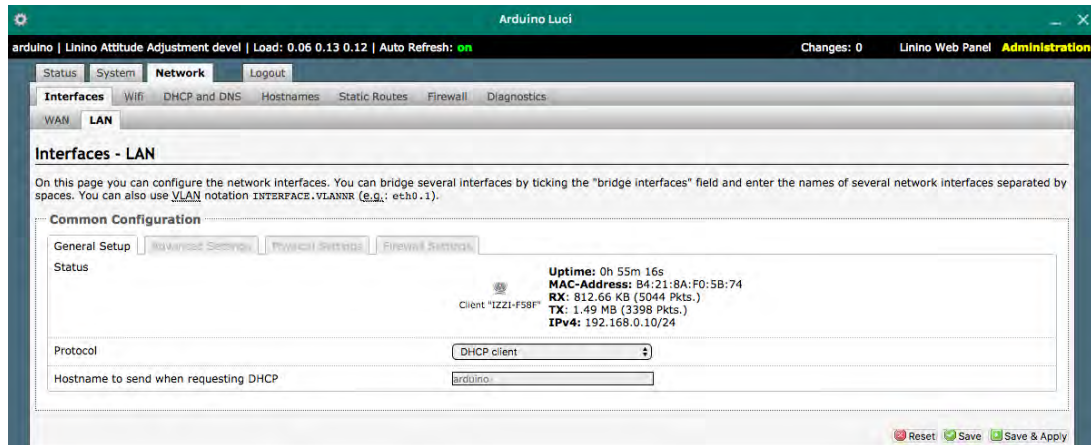 Arduino Luci
arduino | Linino Attitude Adjustment devel | Load: 0.06 0.13 0.12 | Auto Refresh: on Changes: 0 Linino Web Panel Administration
Status System Network Logout
Interfaces Wifi DHCP and DNS Hostnames Static Routes Firewall Diagnostics
WAN LAN
Interfaces - LAN
On this page you can configure the network interfaces. You can bridge several interfaces by ticking the "bridge interfaces" field and enter the names of several network interfaces separated by
spaces. You can also use VLAN notation INTERFACE.VLANNR (e.g.: eth0.1).
Common Configuration
General Setup Advanced Settings Physical Settings Firewall Settings
Status
Client "IZZI-F58F"
Uptime: 0h 55m 16s
MAC-Address: B4:21:8A:F0:5B:74
RX: 812.66 KB (5044 Pkts.)
TX: 1.49 MB (3398 Pkts.)
IPv4: 192.168.0.10/24
Protocol DHCP client
Hostname to send when requesting DHCP arduino
Reset Save Save & Apply